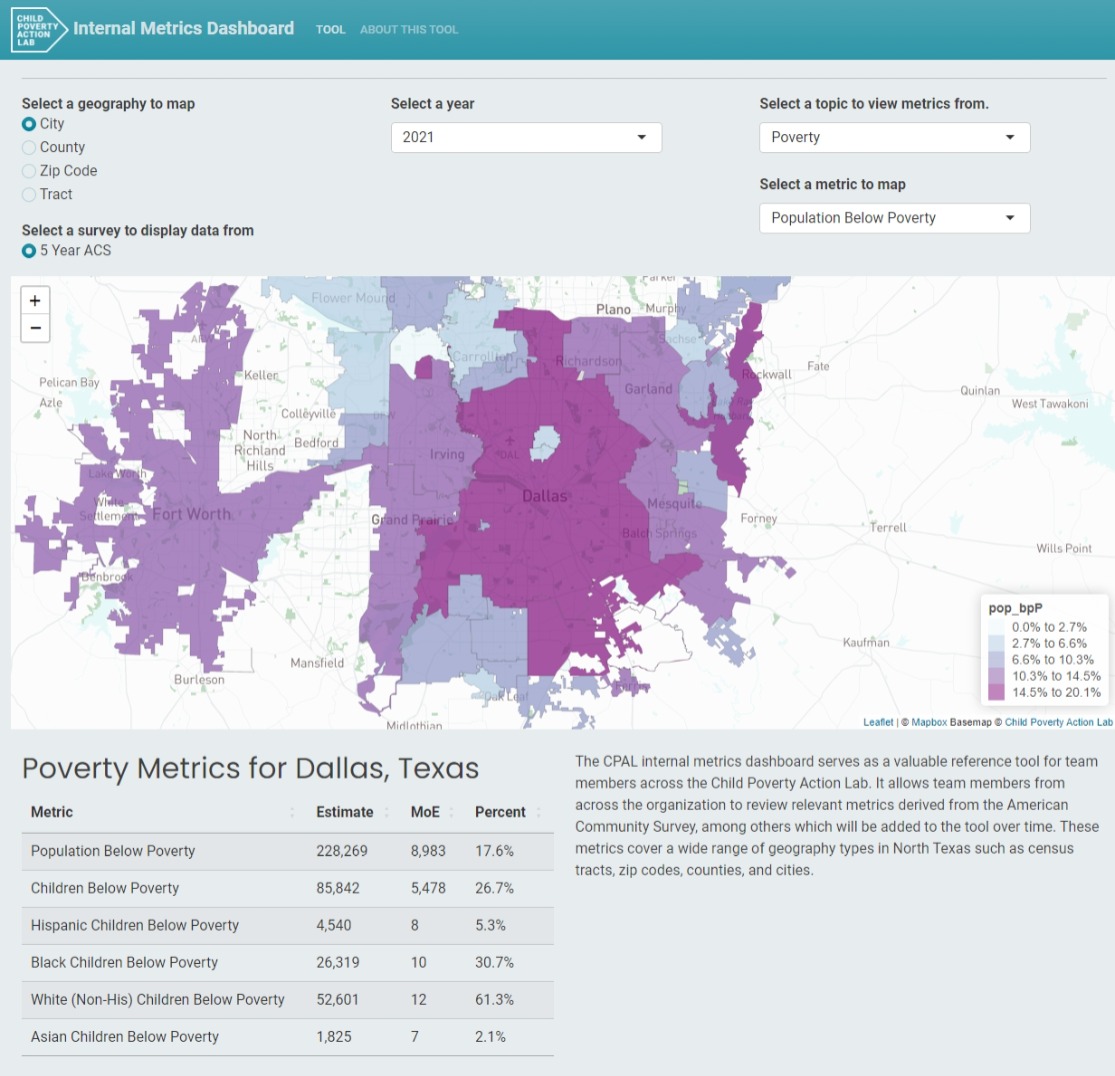 CHILD
POVERTY
ACTION
LAB
Internal Metrics Dashboard TOOL ABOUT THIS TOOL
Select a geography to map
City
County
Zip Code
Tract
Select a survey to display data from
5 Year ACS
Select a year
2021
Select a topic to view metrics from.
Poverty
Select a metric to map
Population Below Poverty
+
−
Flower Mound
Plano
Murphy
Parker
Sachse
Carrollton
Richardson
Keller
Pelican Bay
Azle
Colleyville
DFW
Garland
Rockwall
Fate
Quinlan
West Tawakoni
North
Richland
Hills
Bedford
Irving
DAL
Lake Worth
White
Settlement
Fort Worth
Dallas
Mesquite
Grand Prairie
Balch Springs
Forney
Terrell
Wills Point
Benbrook
Mansfield
Burleson
Oak Leaf
Ferris
Midlothian
Kaufman
pop_bpP
0.0% to 2.7%
2.7% to 6.6%
6.6% to 10.3%
10.3% to 14.5%
14.5% to 20.1%
Leaflet | © Mapbox Basemap © Child Poverty Action Lab
Poverty Metrics for Dallas, Texas
Metric Estimate MoE Percent
Population Below Poverty 228,269 8,983 17.6%
Children Below Poverty 85,842 5,478 26.7%
Hispanic Children Below Poverty 4,540 8 5.3%
Black Children Below Poverty 26,319 10 30.7%
White (Non-His) Children Below Poverty 52,601 12 61.3%
Asian Children Below Poverty 1,825 7 2.1%
The CPAL internal metrics dashboard serves as a valuable reference tool for team
members across the Child Poverty Action Lab. It allows team members from
across the organization to review relevant metrics derived from the American
Community Survey, among others which will be added to the tool over time. These
metrics cover a wide range of geography types in North Texas such as census
tracts, zip codes, counties, and cities.